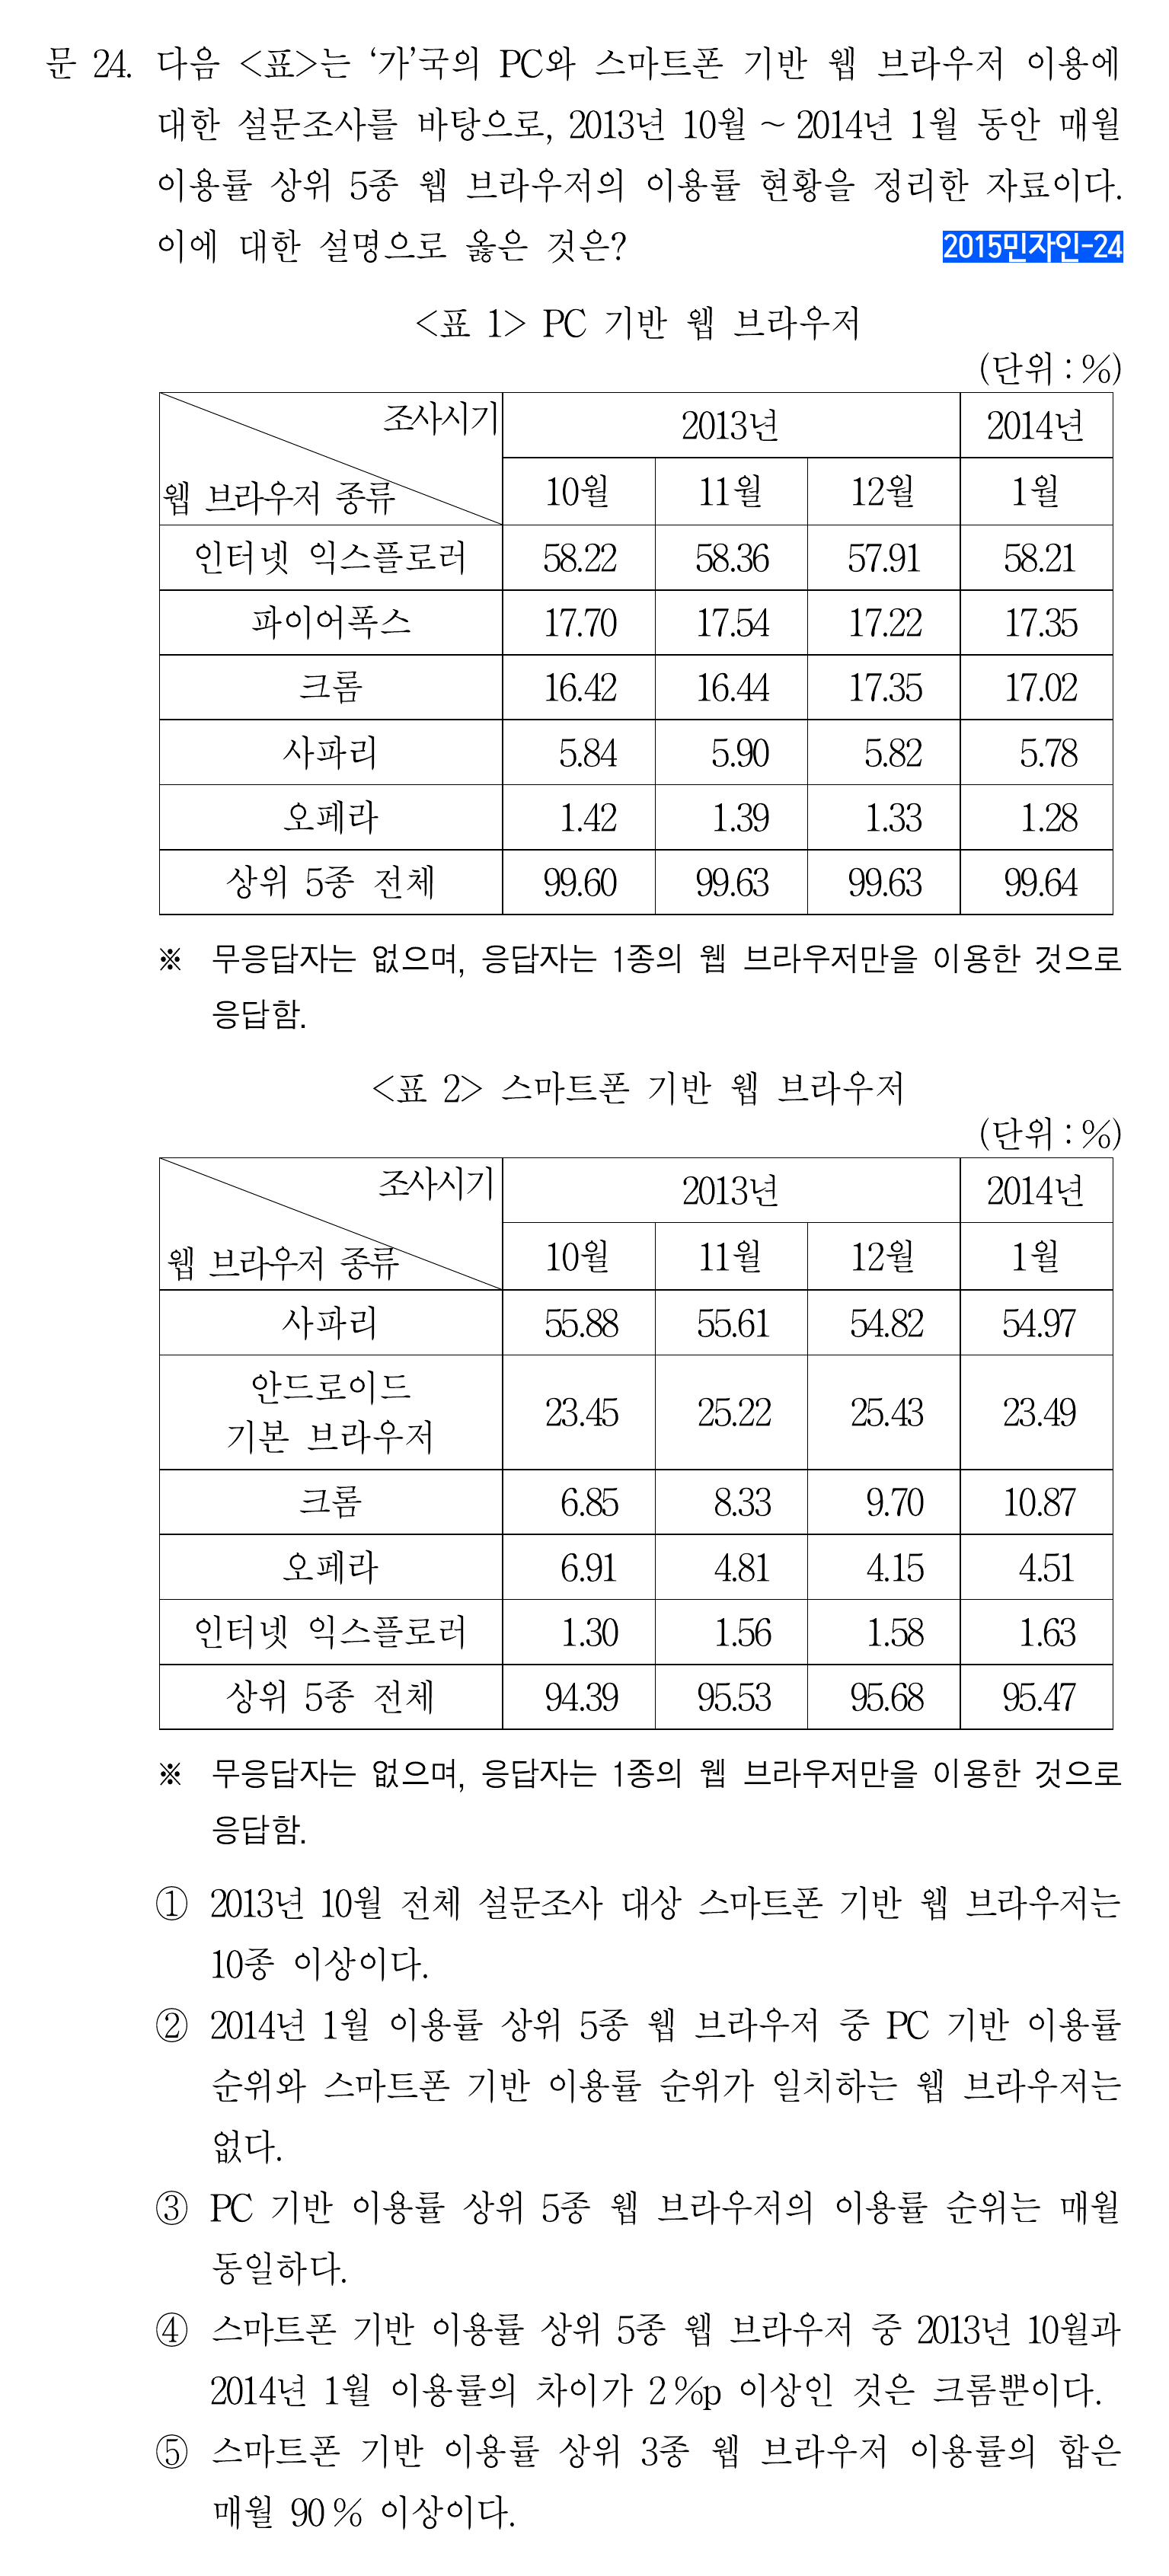 문 24. 다음 <표>는 ‘가’국의 PC와 스마트폰 기반 웹 브라우저 이용에
대한 설문조사를 바탕으로, 2013년 10월 ~ 2014년 1월 동안 매월
이용률 상위 5종 웹 브라우저의 이용률 현황을 정리한 자료이다.
이에 대한 설명으로 옳은 것은? 2015민자인-24
<표 1> PC 기반 웹 브라우저
(단위 : %)
조사시기 2013년 2014년
웹 브라우저 종류 10월 11월 12월 1월
인터넷 익스플로러 58.22 58.36 57.91 58.21
파이어폭스 17.70 17.54 17.22 17.35
크롬 16.42 16.44 17.35 17.02
사파리 5.84 5.90 5.82 5.78
오페라 1.42 1.39 1.33 1.28
상위 5종 전체 99.60 99.63 99.63 99.64
※ 무응답자는 없으며, 응답자는 1종의 웹 브라우저만을 이용한 것으로
응답함.
<표 2> 스마트폰 기반 웹 브라우저
(단위 : %)
조사시기 2013년 2014년
웹 브라우저 종류 10월 11월 12월 1월
사파리 55.88 55.61 54.82 54.97
안드로이드
기본 브라우저 23.45 25.22 25.43 23.49
크롬 6.85 8.33 9.70 10.87
오페라 6.91 4.81 4.15 4.51
인터넷 익스플로러 1.30 1.56 1.58 1.63
상위 5종 전체 94.39 95.53 95.68 95.47
※ 무응답자는 없으며, 응답자는 1종의 웹 브라우저만을 이용한 것으로
응답함.
① 2013년 10월 전체 설문조사 대상 스마트폰 기반 웹 브라우저는
10종 이상이다.
② 2014년 1월 이용률 상위 5종 웹 브라우저 중 PC 기반 이용률
순위와 스마트폰 기반 이용률 순위가 일치하는 웹 브라우저는
없다.
③ PC 기반 이용률 상위 5종 웹 브라우저의 이용률 순위는 매월
동일하다.
④ 스마트폰 기반 이용률 상위 5종 웹 브라우저 중 2013년 10월과
2014년 1월 이용률의 차이가 2 %p 이상인 것은 크롬뿐이다.
⑤ 스마트폰 기반 이용률 상위 3종 웹 브라우저 이용률의 합은
매월 90 % 이상이다.